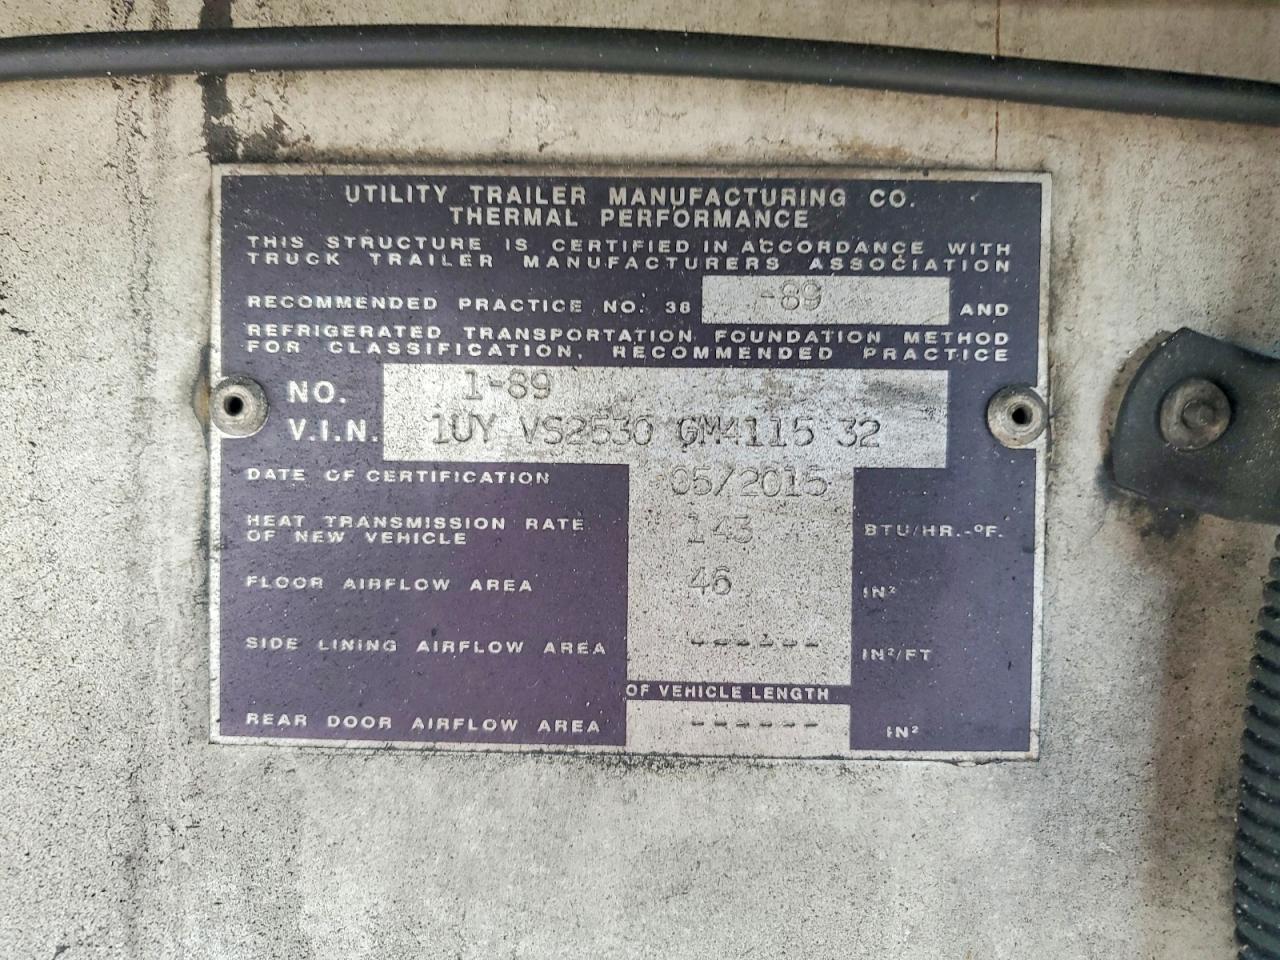 UTILITY TRAILER MANUFACTURING CO.
THERMAL PERFORMANCE
THIS STRUCTURE IS CERTIFIED IN ACCORDANCE WITH
TRUCK TRAILER MANUFACTURERS ASSOCIATION
RECOMMENDED PRACTICE NO. 38 -89 AND
REFRIGERATED TRANSPORTATION FOUNDATION METHOD
FOR CLASSIFICATION, RECOMMENDED PRACTICE
NO. 1-89
V.I.N. 1UY VS2530 GM4115 32
DATE OF CERTIFICATION 05/2015
HEAT TRANSMISSION RATE 143 BTU/HR.-°F.
OF NEW VEHICLE
FLOOR AIRFLOW AREA 46 IN²
SIDE LINING AIRFLOW AREA ------- IN²/FT
OF VEHICLE LENGTH
REAR DOOR AIRFLOW AREA ------ IN²